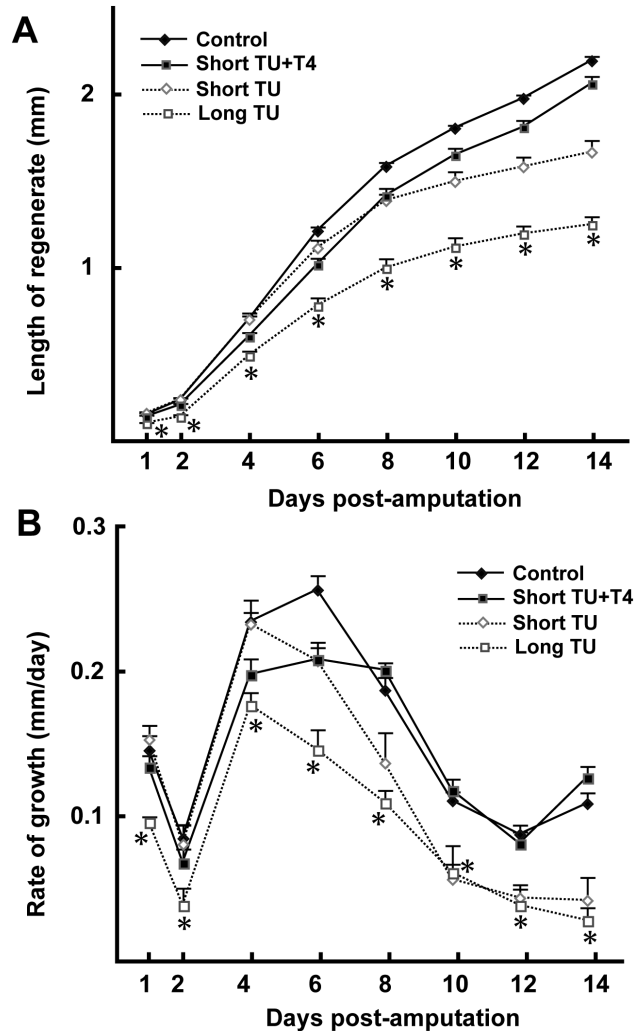 A
Control
Short TU+T4
Short TU
Long TU
Length of regenerate (mm)
2
1
* * * * * * * * *
1 2 4 6 8 10 12 14
Days post-amputation
B
0.3
Control
Short TU+T4
Short TU
Long TU
Rate of growth (mm/day)
0.2
0.1
* * * * * * * *
1 2 4 6 8 10 12 14
Days post-amputation